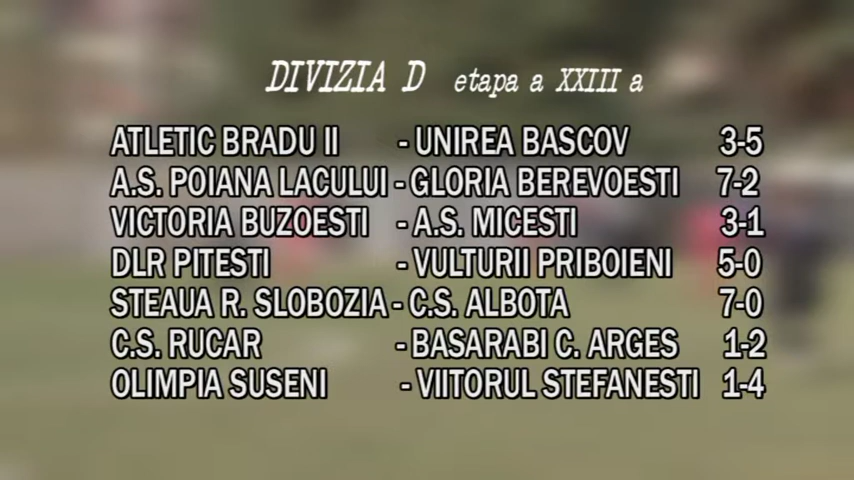 DIVIZIA D etapa a XXIII a
ATLETIC BRADU II - UNIREA BASCOV 3-5
A.S. POIANA LACULUI - GLORIA BEREVOESTI 7-2
VICTORIA BUZOESTI - A.S. MICESTI 3-1
DLR PITESTI - VULTURII PRIBOIENI 5-0
STEAUA R. SLOBOZIA - C.S. ALBOTA 7-0
C.S. RUCAR - BASARABI C. ARGES 1-2
OLIMPIA SUSENI - VIITORUL STEFANESTI 1-4